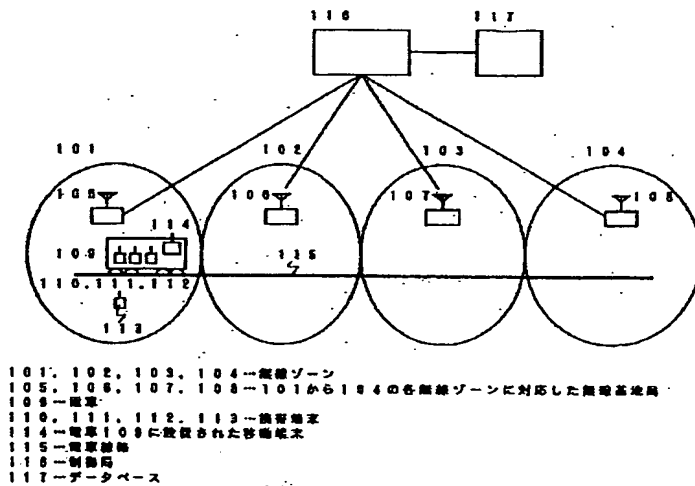 116 117
101 102 103 104
105 106 107 108
114
109 115
110,111,112
113
101, 102, 103, 104…無線ゾーン
105, 106, 107, 108…101から104の各無線ゾーンに対応した無線基地局
109…電車
110, 111, 112, 113…携帯端末
114…電車109に設置された移動端末
115…電車線路
116…制御局
117…データベース